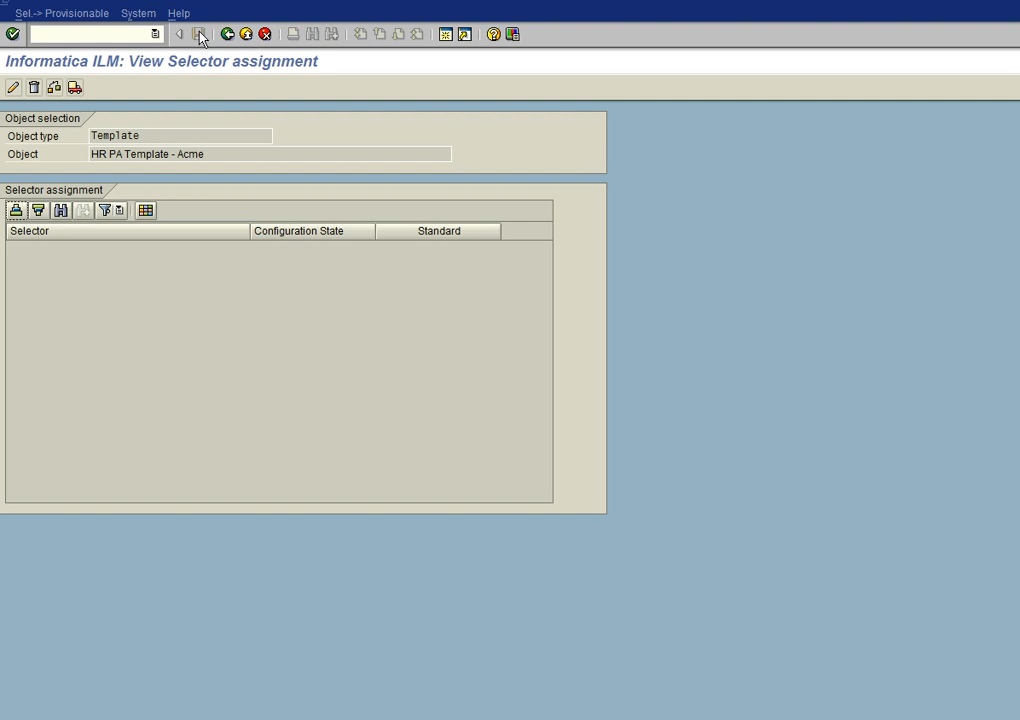 Sel.-> Provisionable System Help
Informatica ILM: View Selector assignment
Object selection
Object type Template
Object HR PA Template - Acme
Selector assignment
Selector Configuration State Standard